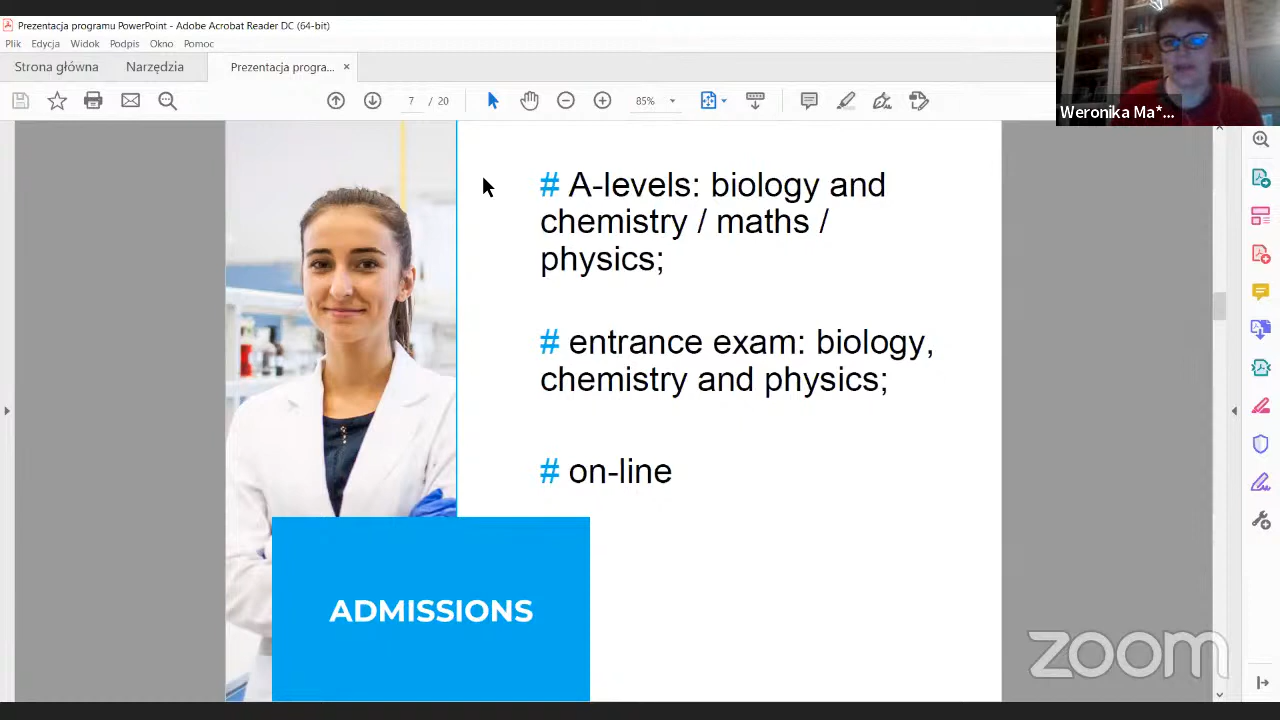 Prezentacja programu PowerPoint - Adobe Acrobat Reader DC (64-bit)
Plik Edycja Widok Podpis Okno Pomoc
Strona główna Narzędzia Prezentacja progra... ×
7 / 20 85%
Weronika Ma*...
# A-levels: biology and
chemistry / maths /
physics;
# entrance exam: biology,
chemistry and physics;
# on-line
ADMISSIONS
zoom